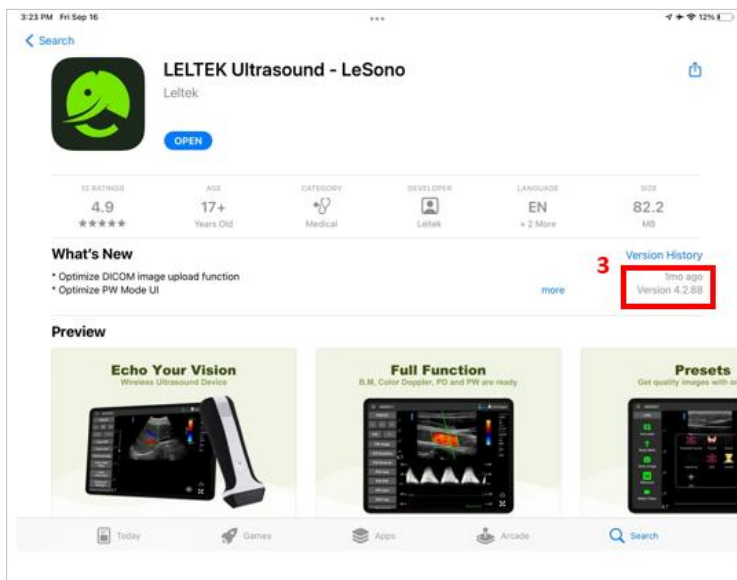 3:23 PM Fri Sep 16
12%
Search
LELTEK Ultrasound - LeSono
Leltek
OPEN
13 RATINGS
4.9
★★★★★
AGE
17+
Years Old
CATEGORY
Medical
DEVELOPER
Leltek
LANGUAGE
EN
+ 2 More
SIZE
82.2
MB
What's New
Version History
* Optimize DICOM image upload function
* Optimize PW Mode UI
more
3
1mo ago
Version 4.2.88
Preview
Echo Your Vision
Wireless Ultrasound Device
Full Function
B.M, Color Doppler, PD and PW are ready
Presets
Get quality images with on
Today
Games
Apps
Arcade
Search